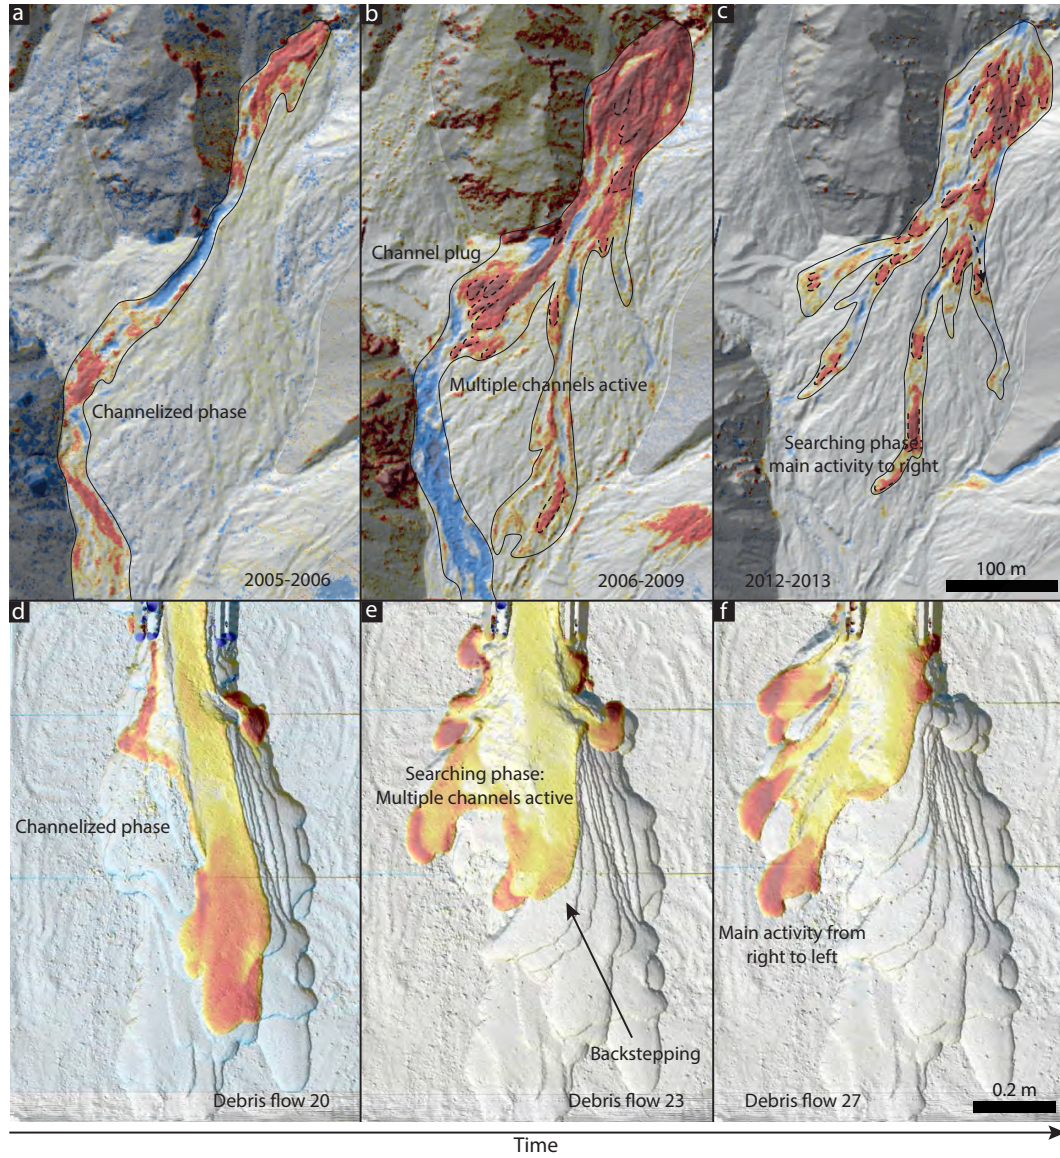 a
b
c
Channel plug
Multiple channels active
Channelized phase
Searching phase:
main activity to right
2005-2006
2006-2009
2012-2013
100 m
d
e
f
Searching phase:
Multiple channels active
Channelized phase
Main activity from
right to left
Backstepping
Debris flow 20
Debris flow 23
Debris flow 27
0.2 m
Time